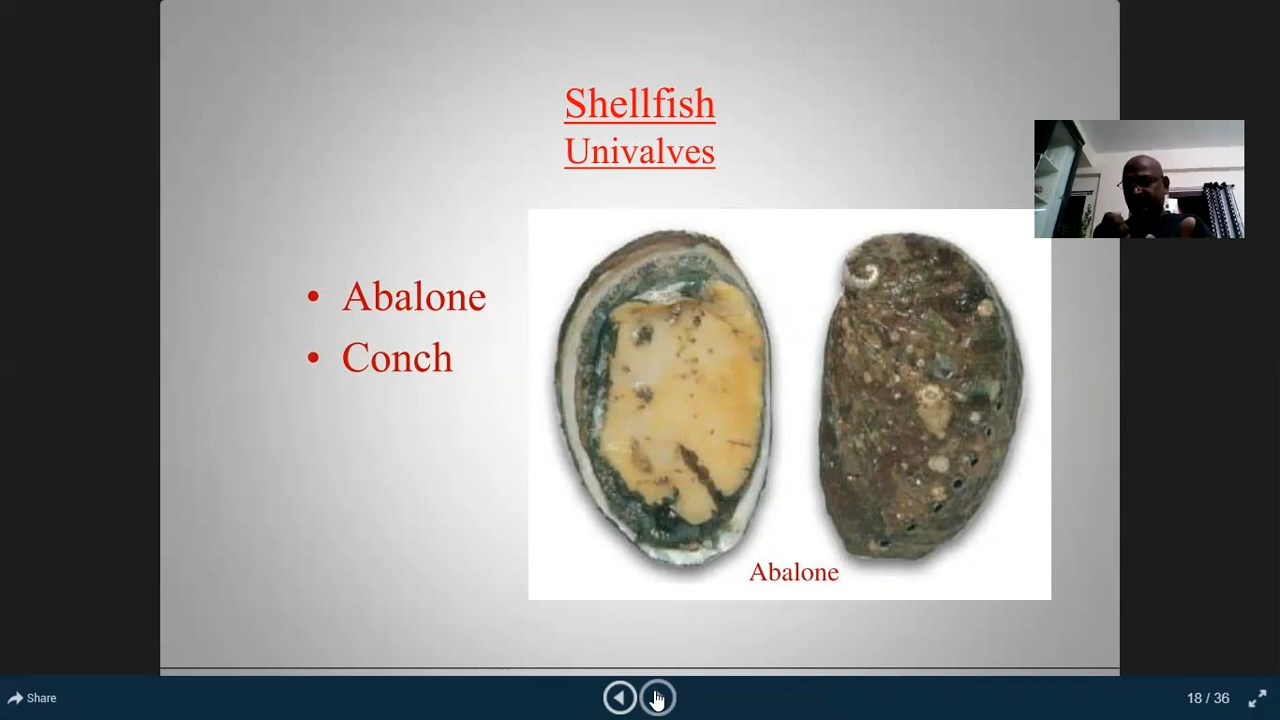 Shellfish
Univalves
• Abalone
• Conch
Abalone
Share
18 / 36